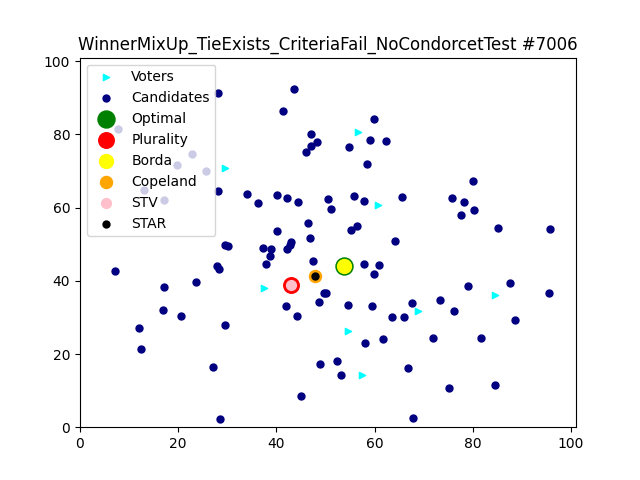 WinnerMixUp_TieExists_CriteriaFail_NoCondorcetTest #7006
100
80
60
40
20
0
Voters
Candidates
Optimal
Plurality
Borda
Copeland
STV
STAR
0 20 40 60 80 100